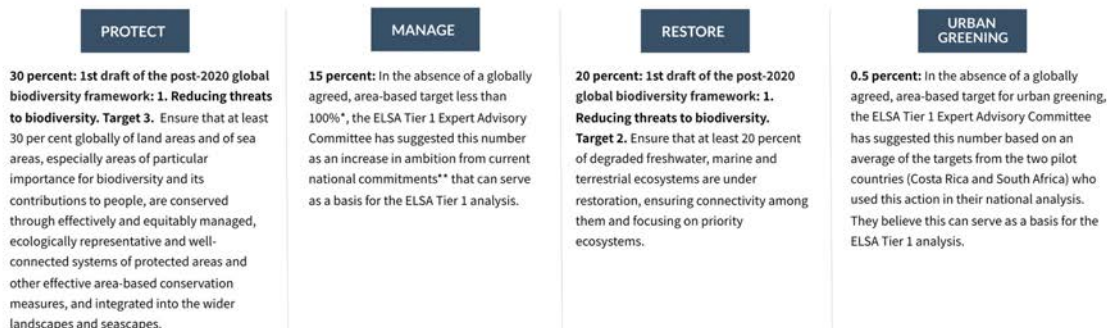 PROTECT
30 percent: 1st draft of the post-2020 global
biodiversity framework: 1. Reducing threats
to biodiversity. Target 3. Ensure that at least
30 per cent globally of land areas and of sea
areas, especially areas of particular
importance for biodiversity and its
contributions to people, are conserved
through effectively and equitably managed,
ecologically representative and well-
connected systems of protected areas and
other effective area-based conservation
measures, and integrated into the wider
landscapes and seascapes.
MANAGE
15 percent: In the absence of a globally
agreed, area-based target less than
100%*, the ELSA Tier 1 Expert Advisory
Committee has suggested this number
as an increase in ambition from current
national commitments** that can serve
as a basis for the ELSA Tier 1 analysis.
RESTORE
20 percent: 1st draft of the post-2020
global biodiversity framework: 1.
Reducing threats to biodiversity.
Target 2. Ensure that at least 20 percent
of degraded freshwater, marine and
terrestrial ecosystems are under
restoration, ensuring connectivity among
them and focusing on priority
ecosystems.
URBAN
GREENING
0.5 percent: In the absence of a globally
agreed, area-based target for urban greening,
the ELSA Tier 1 Expert Advisory Committee
has suggested this number based on an
average of the targets from the two pilot
countries (Costa Rica and South Africa) who
used this action in their national analysis.
They believe this can serve as a basis for the
ELSA Tier 1 analysis.